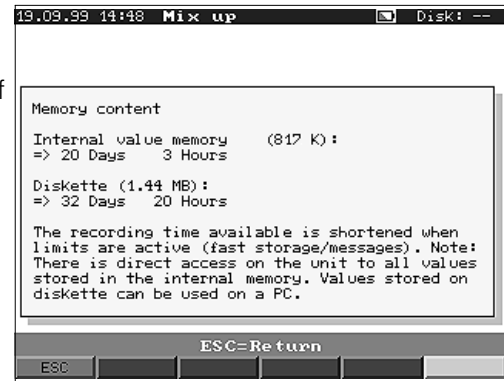 19.09.99 14:48 Mix up Disk: --
f
Memory content
Internal value memory (817 K):
=> 20 Days 3 Hours
Diskette (1.44 MB):
=> 32 Days 20 Hours
The recording time available is shortened when
limits are active (fast storage/messages). Note:
There is direct access on the unit to all values
stored in the internal memory. Values stored on
diskette can be used on a PC.
ESC=Return
ESC